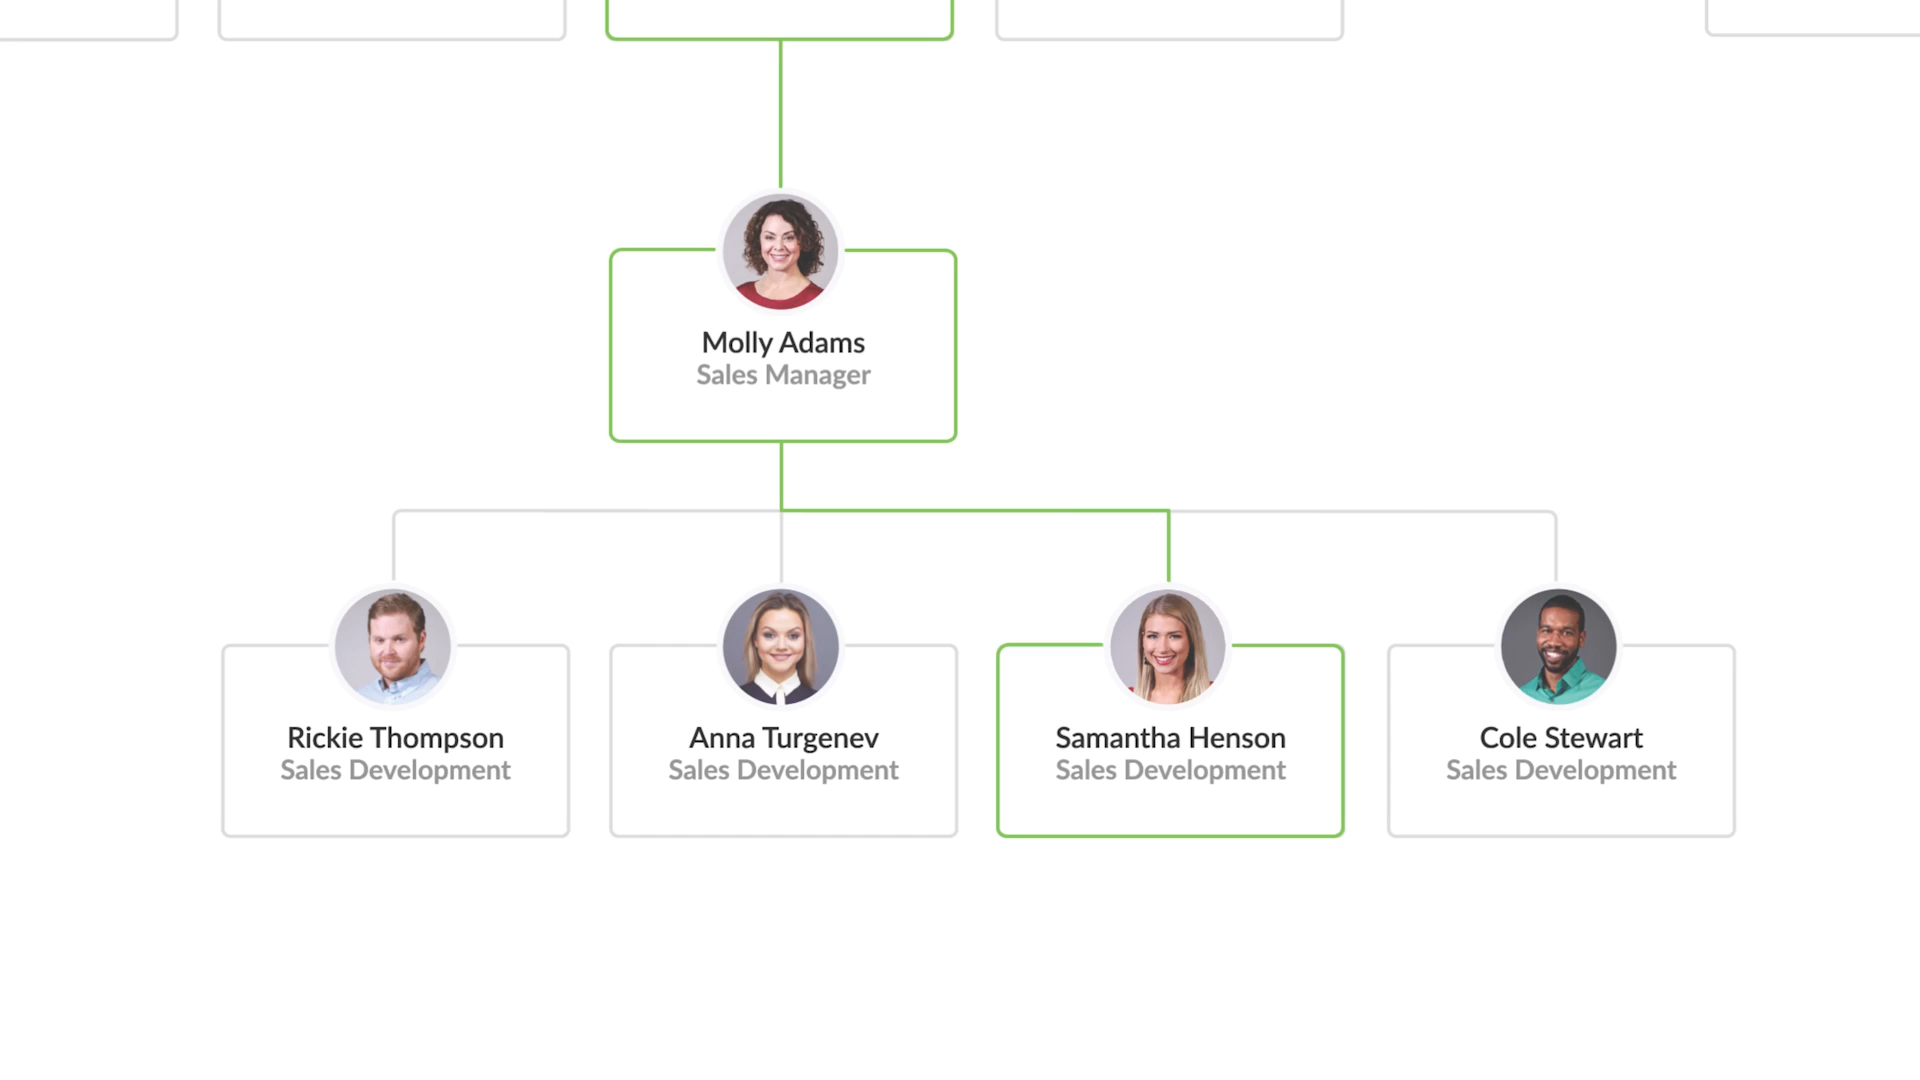 Molly Adams
Sales Manager
Rickie Thompson
Sales Development
Anna Turgenev
Sales Development
Samantha Henson
Sales Development
Cole Stewart
Sales Development